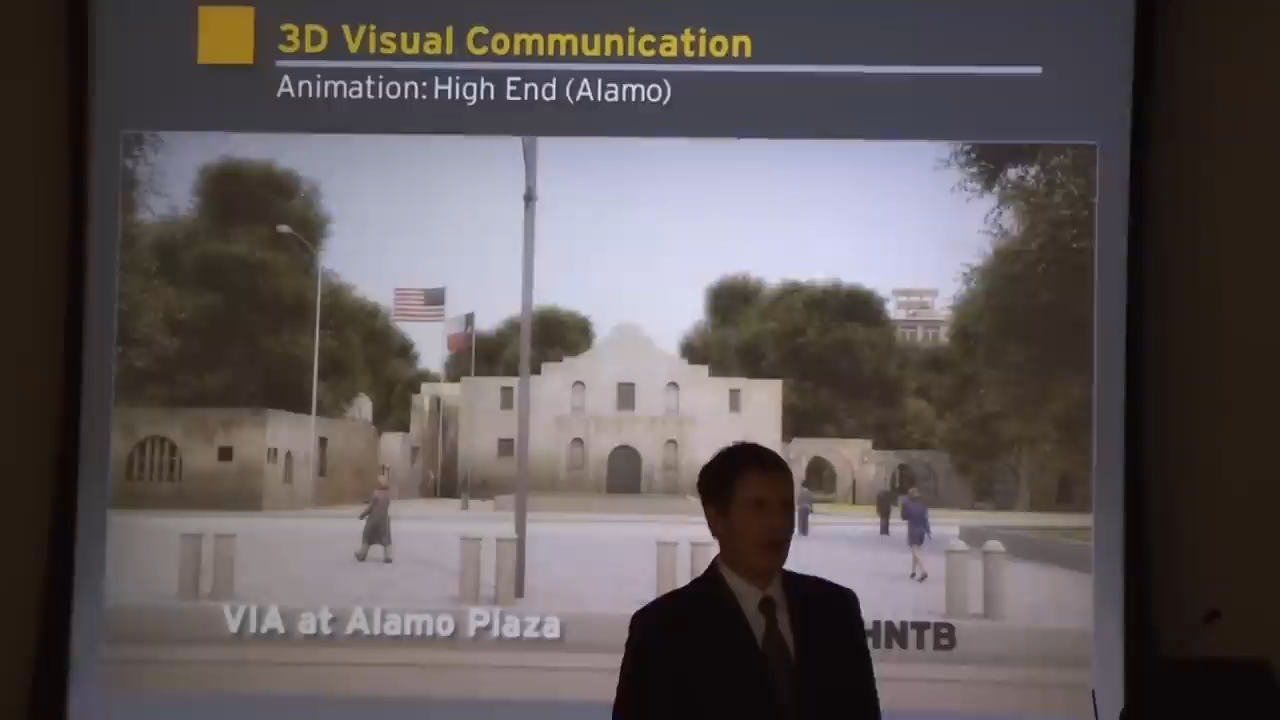 3D Visual Communication
Animation: High End (Alamo)
VIA at Alamo Plaza
HNTB